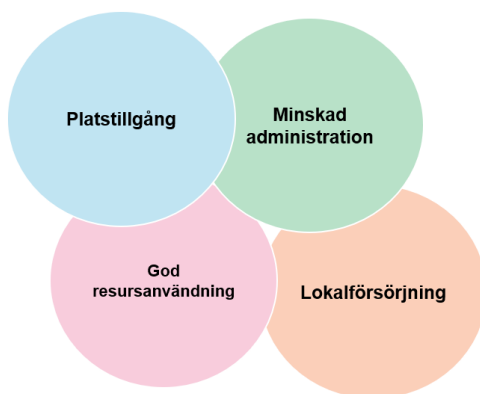 Platstillgång
Minskad
administration
God
resursanvändning
Lokalförsörjning